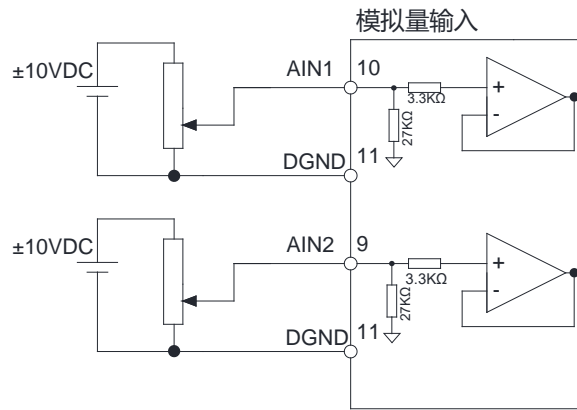 模拟量输入
±10VDC
AIN1
10
3.3KΩ
27KΩ
DGND
11
±10VDC
AIN2
9
3.3KΩ
27KΩ
DGND
11
+
-
+
-